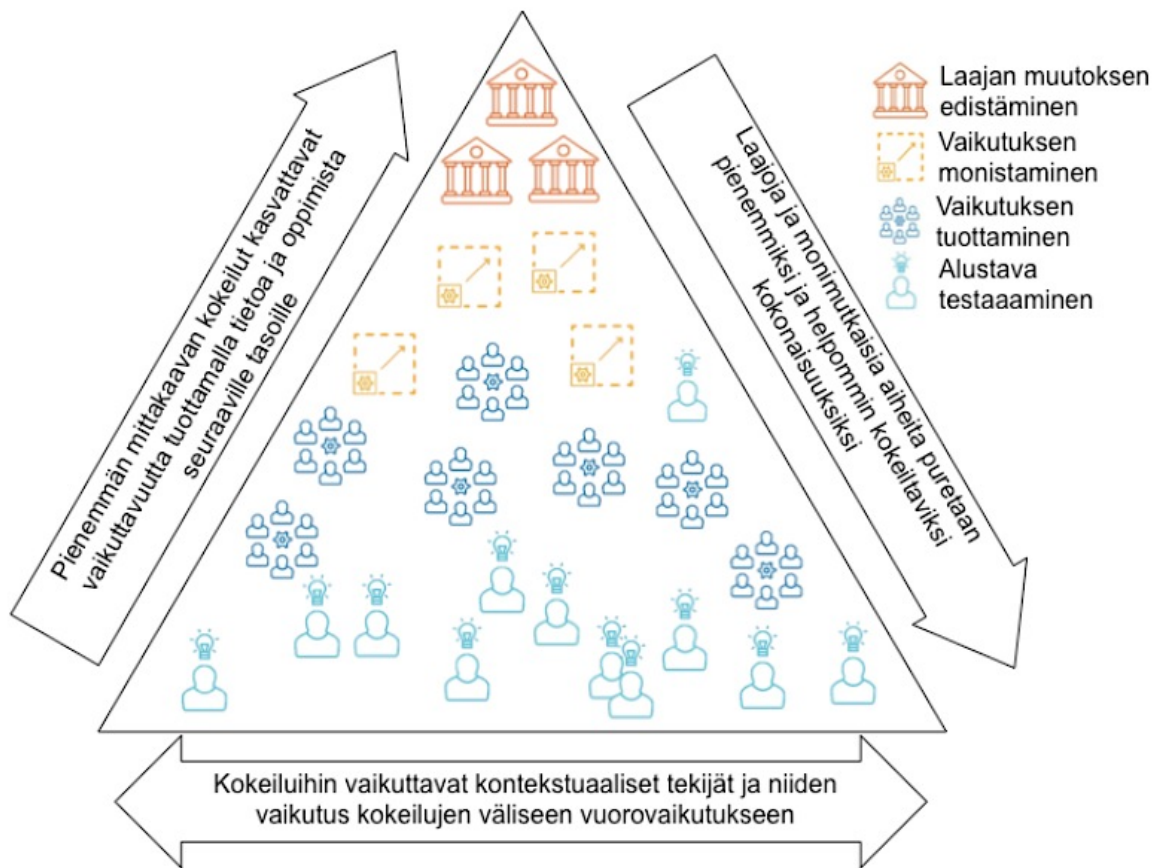 Pienemmän mittakaavan kokeilut kasvattavat
vaikuttavuutta tuottamalla tietoa ja oppimista
seuraaville tasoille
Laajoja ja monimutkaisia aiheita puretaan
pienemmiksi ja helpommin kokeiltaviksi
kokonaisuuksiksi
Laajan muutoksen
edistäminen
Vaikutuksen
monistaminen
Vaikutuksen
tuottaminen
Alustava
testaaaminen
Kokeiluihin vaikuttavat kontekstuaaliset tekijät ja niiden
vaikutus kokeilujen väliseen vuorovaikutukseen